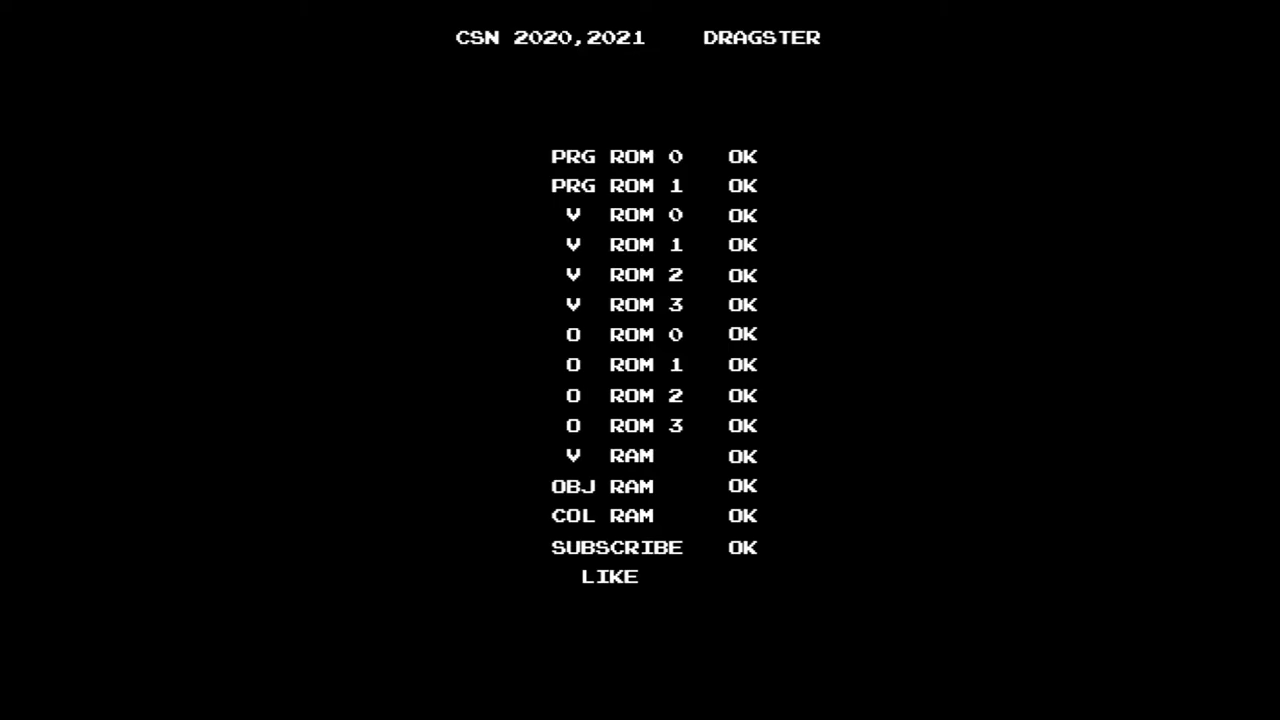 CSN 2020,2021 DRAGSTER
PRG ROM 0 OK
PRG ROM 1 OK
V ROM 0 OK
V ROM 1 OK
V ROM 2 OK
V ROM 3 OK
O ROM 0 OK
O ROM 1 OK
O ROM 2 OK
O ROM 3 OK
V RAM OK
OBJ RAM OK
COL RAM OK
SUBSCRIBE OK
LIKE